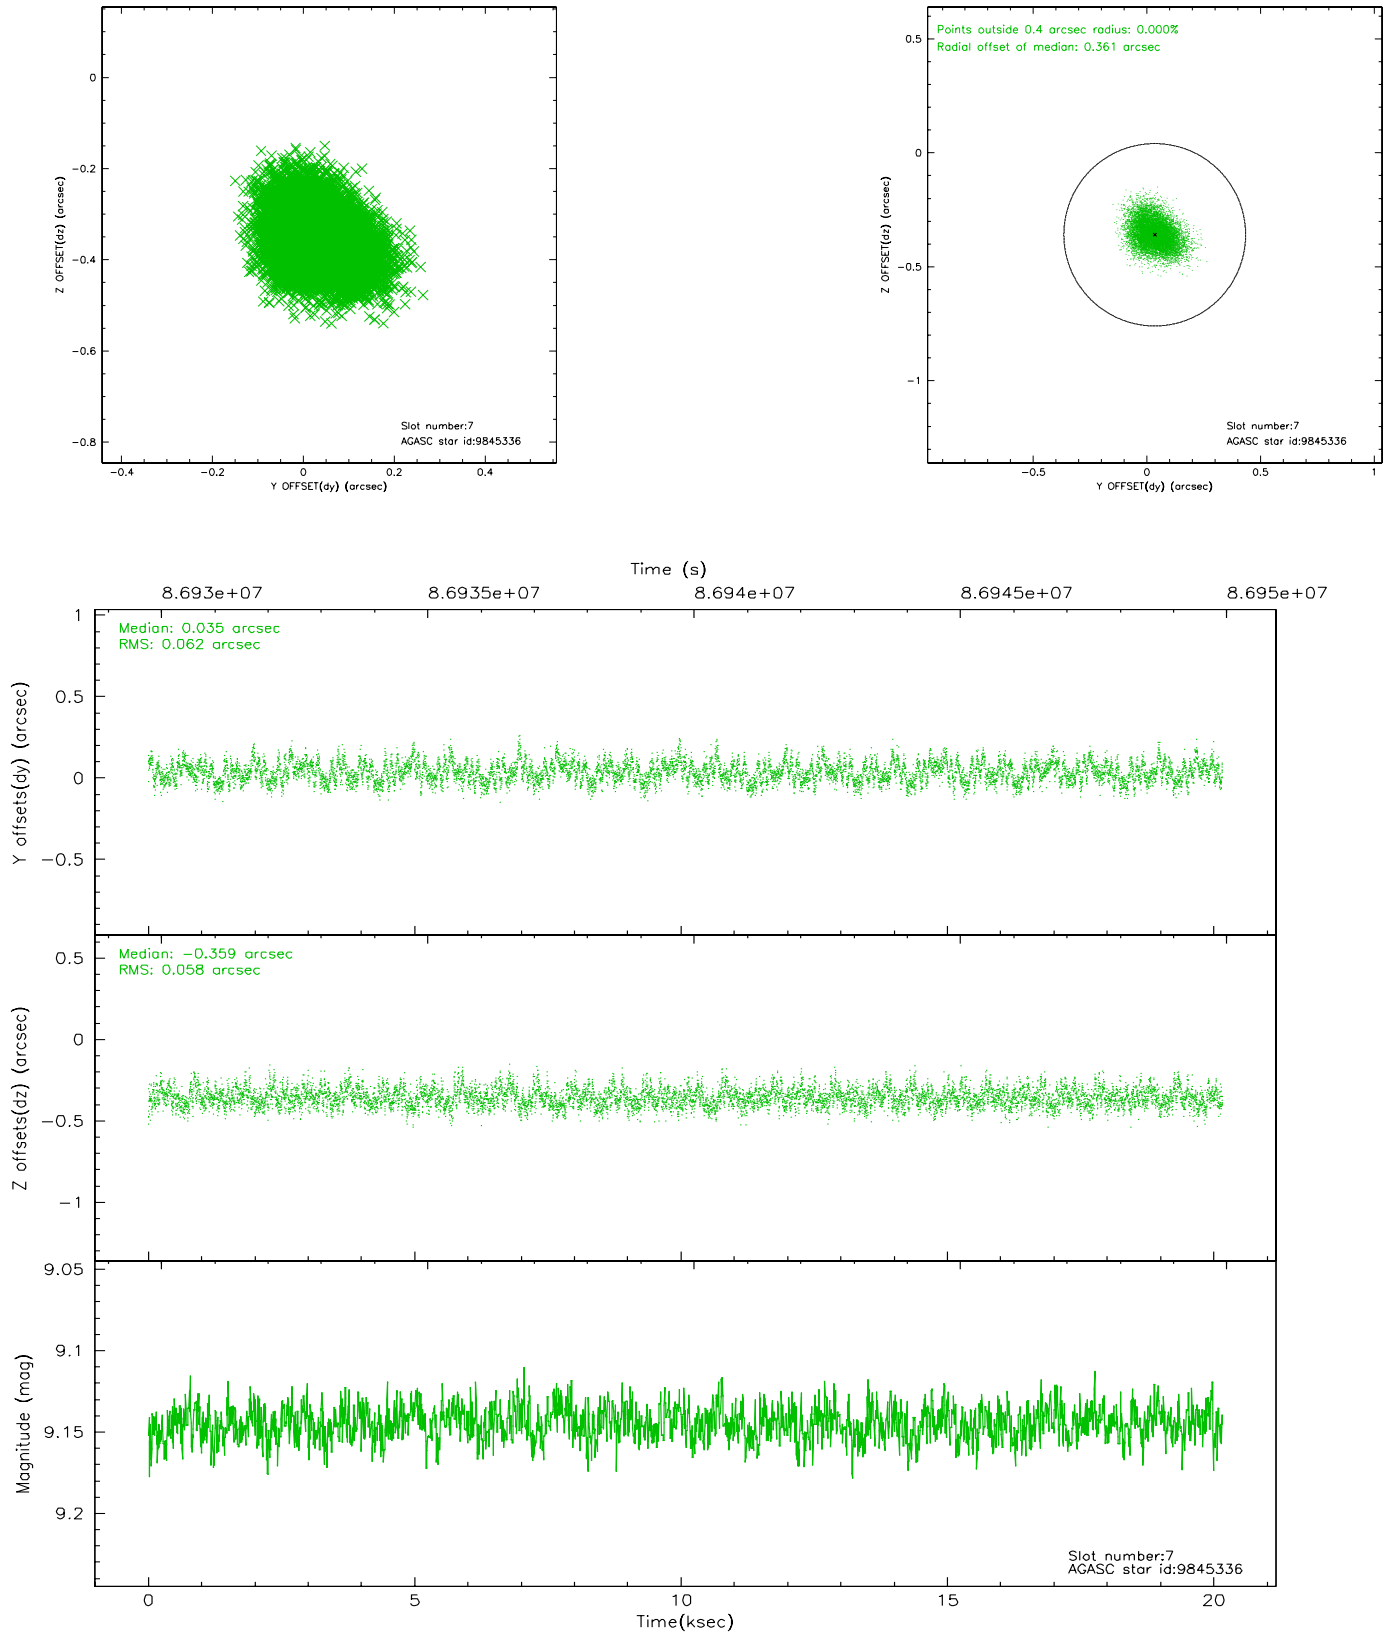 0
−0.2
−0.4
−0.6
−0.8
Z OFFSET(dz) (arcsec)
Slot number:7
AGASC star id:9845336
−0.4
−0.2
0
0.2
0.4
Y OFFSET(dy) (arcsec)
Points outside 0.4 arcsec radius: 0.000%
Radial offset of median: 0.361 arcsec
0.5
0
−0.5
−1
Z OFFSET(dz) (arcsec)
Slot number:7
AGASC star id:9845336
−0.5
0
0.5
1
Y OFFSET(dy) (arcsec)
Time (s)
8.693e+07
8.6935e+07
8.694e+07
8.6945e+07
8.695e+07
Median: 0.035 arcsec
RMS: 0.062 arcsec
1
0.5
0
−0.5
Y offsets(dy) (arcsec)
Median: −0.359 arcsec
RMS: 0.058 arcsec
0.5
0
−0.5
−1
Z offsets(dz) (arcsec)
9.05
9.1
9.15
9.2
Magnitude (mag)
Slot number:7
AGASC star id:9845336
0
5
10
15
20
Time(ksec)